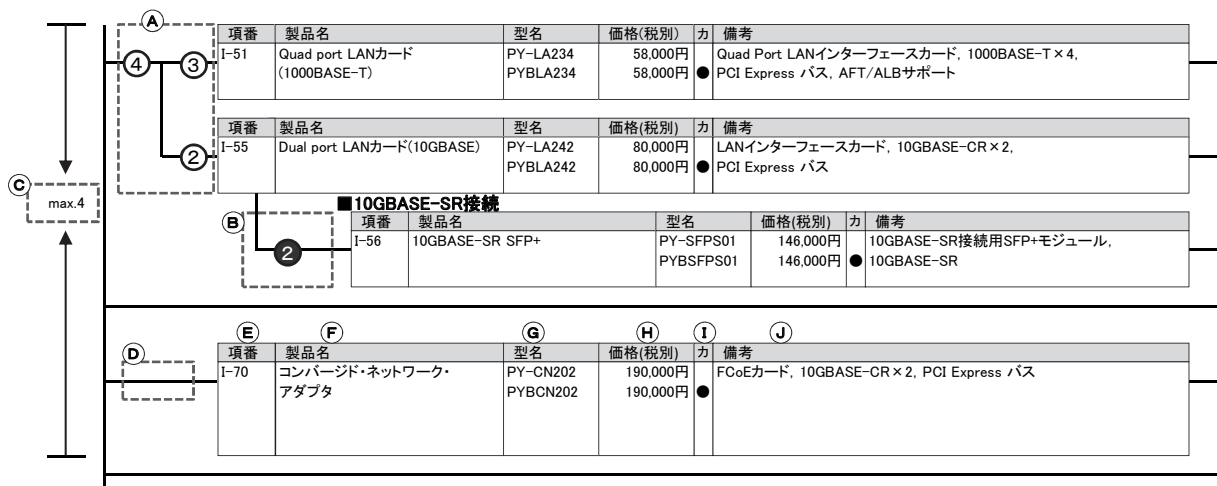 Ⓐ
項番 製品名 型名 価格(税別) カ 備考
④ ③ I-51 Quad port LANカード PY-LA234 58,000円 Quad Port LANインターフェースカード, 1000BASE-T×4,
(1000BASE-T) PYBLA234 58,000円 ● PCI Express バス, AFT/ALBサポート
項番 製品名 型名 価格(税別) カ 備考
② I-55 Dual port LANカード(10GBASE) PY-LA242 80,000円 LANインターフェースカード, 10GBASE-CR×2,
PYBLA242 80,000円 ● PCI Express バス
Ⓒ
max.4
■10GBASE-SR接続
Ⓑ
項番 製品名 型名 価格(税別) カ 備考
❷ I-56 10GBASE-SR SFP+ PY-SFPS01 146,000円 10GBASE-SR接続用SFP+モジュール,
PYBSFPS01 146,000円 ● 10GBASE-SR
Ⓔ Ⓕ Ⓖ Ⓗ Ⓘ Ⓙ
Ⓓ
項番 製品名 型名 価格(税別) カ 備考
I-70 コンバージド・ネットワーク・ PY-CN202 190,000円 FCoEカード, 10GBASE-CR×2, PCI Express バス
アダプタ PYBCN202 190,000円 ●